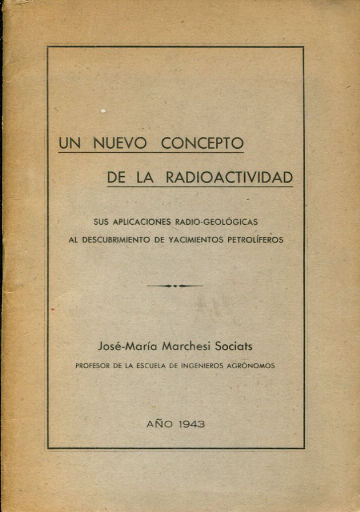 UN NUEVO CONCEPTO
DE LA RADIOACTIVIDAD
SUS APLICACIONES RADIO-GEOLÓGICAS
AL DESCUBRIMIENTO DE YACIMIENTOS PETROLÍFEROS
José-María Marchesi Sociats
PROFESOR DE LA ESCUELA DE INGENIEROS AGRÓNOMOS
AÑO 1943